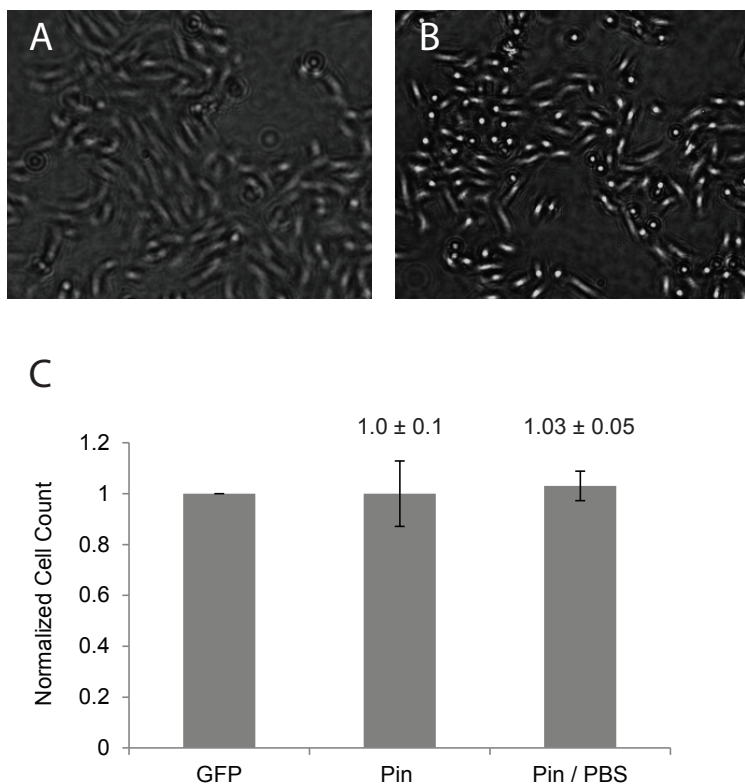 A
B
C
1.0 ± 0.1
1.03 ± 0.05
1.2
1
0.8
0.6
0.4
0.2
0
Normalized Cell Count
GFP
Pin
Pin / PBS